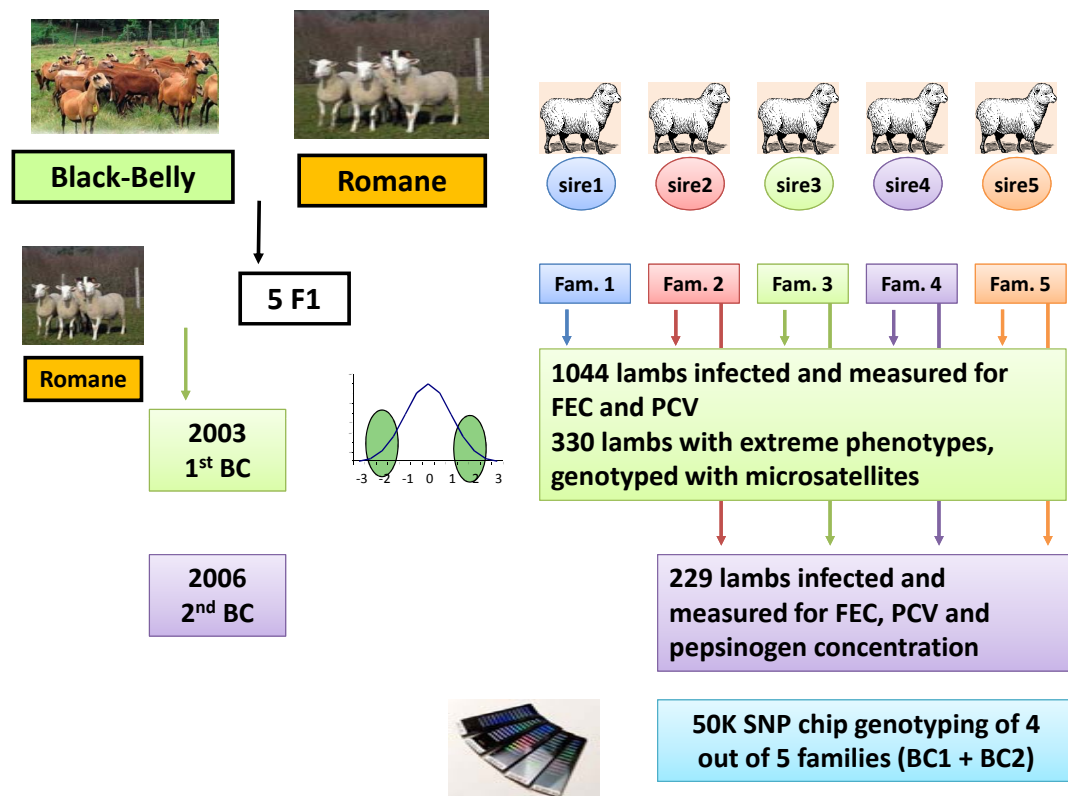 Black-Belly
Romane
5 F1
Romane
2003
1st BC
2006
2nd BC
-3 -2 -1 0 1 2 3
sire1 sire2 sire3 sire4 sire5
Fam. 1 Fam. 2 Fam. 3 Fam. 4 Fam. 5
1044 lambs infected and measured for
FEC and PCV
330 lambs with extreme phenotypes,
genotyped with microsatellites
229 lambs infected and
measured for FEC, PCV and
pepsinogen concentration
50K SNP chip genotyping of 4
out of 5 families (BC1 + BC2)